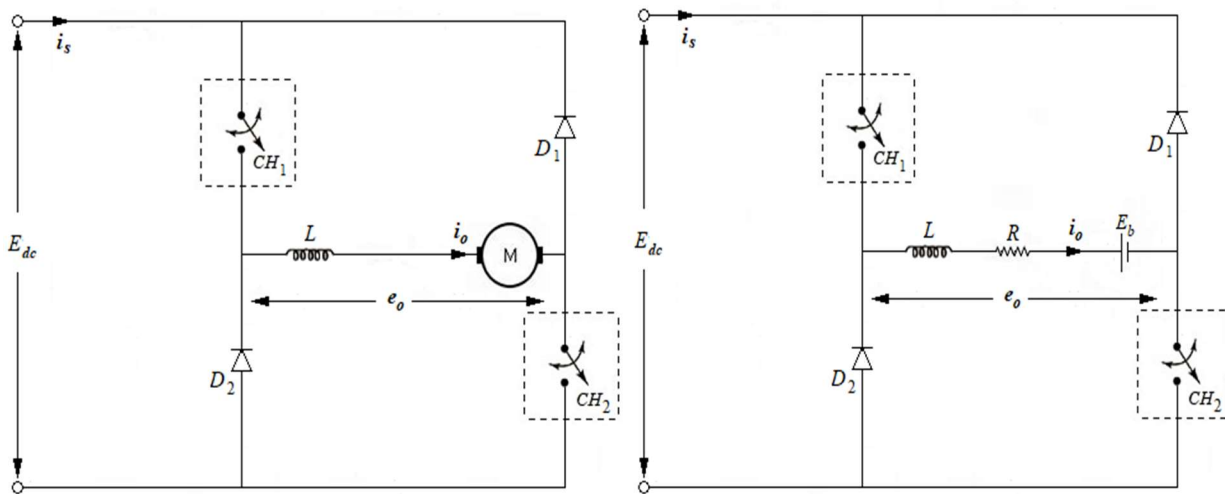 i_s
CH_1
D_1
E_dc
L
i_o
M
e_o
D_2
CH_2
i_s
CH_1
D_1
E_dc
L
R
i_o
E_b
e_o
D_2
CH_2